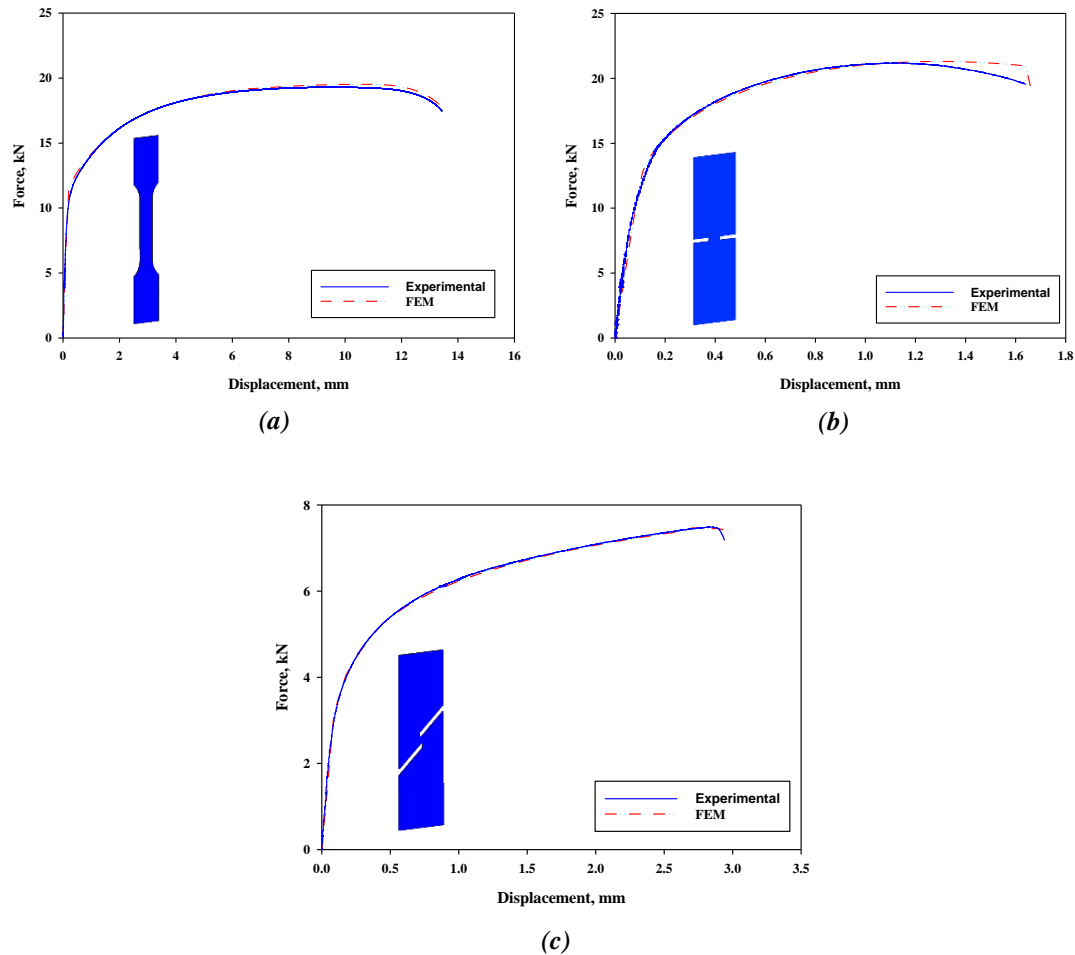 25
20
15
10
5
0
Force, kN
Experimental
FEM
0 2 4 6 8 10 12 14 16
Displacement, mm
(a)
25
20
15
10
5
0
Force, kN
Experimental
FEM
0.0 0.2 0.4 0.6 0.8 1.0 1.2 1.4 1.6 1.8
Displacement, mm
(b)
8
6
4
2
0
Force, kN
Experimental
FEM
0.0 0.5 1.0 1.5 2.0 2.5 3.0 3.5
Displacement, mm
(c)